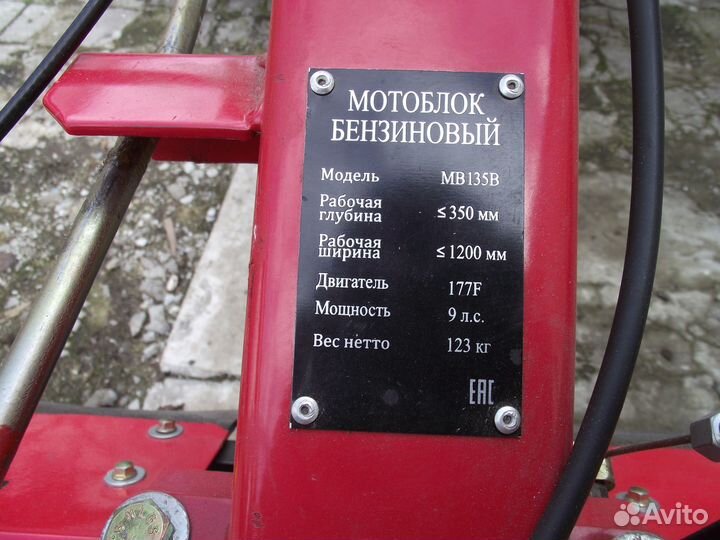 МОТОБЛОК
БЕНЗИНОВЫЙ
Модель МВ135В
Рабочая
глубина ≤ 350 мм
Рабочая
ширина ≤ 1200 мм
Двигатель 177F
Мощность 9 л.с.
Вес нетто 123 кг
ЕАС
Avito